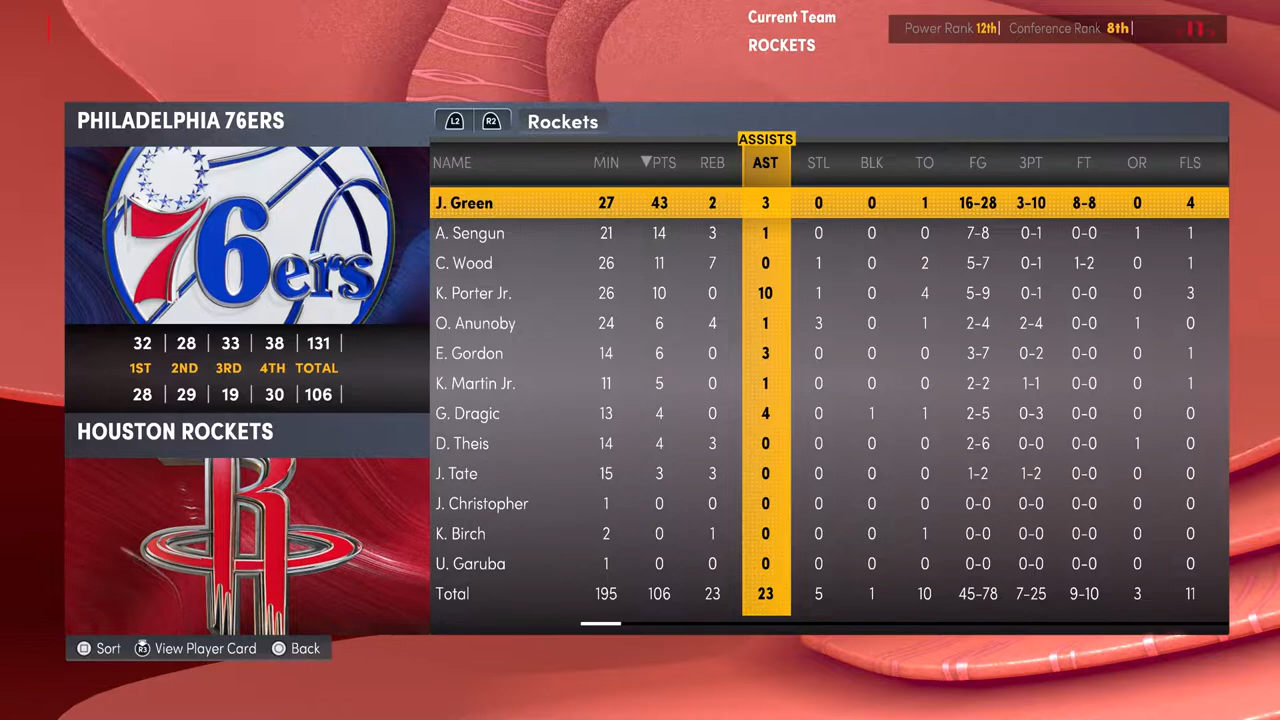 Current Team
ROCKETS
Power Rank 12th| Conference Rank 8th|
PHILADELPHIA 76ERS
L2 R2 Rockets
ASSISTS
NAME MIN ▼PTS REB AST STL BLK TO FG 3PT FT OR FLS
J. Green 27 43 2 3 0 0 1 16-28 3-10 8-8 0 4
A. Sengun 21 14 3 1 0 0 0 7-8 0-1 0-0 1 1
C. Wood 26 11 7 0 1 0 2 5-7 0-1 1-2 0 1
K. Porter Jr. 26 10 0 10 1 0 4 5-9 0-1 0-0 0 3
O. Anunoby 24 6 4 1 3 0 1 2-4 2-4 0-0 1 0
E. Gordon 14 6 0 3 0 0 0 3-7 0-2 0-0 0 1
K. Martin Jr. 11 5 0 1 0 0 0 2-2 1-1 0-0 0 1
G. Dragic 13 4 0 4 0 1 1 2-5 0-3 0-0 0 0
D. Theis 14 4 3 0 0 0 0 2-6 0-0 0-0 1 0
J. Tate 15 3 3 0 0 0 0 1-2 1-2 0-0 0 0
J. Christopher 1 0 0 0 0 0 0 0-0 0-0 0-0 0 0
K. Birch 2 0 1 0 0 0 1 0-0 0-0 0-0 0 0
U. Garuba 1 0 0 0 0 0 0 0-0 0-0 0-0 0 0
Total 195 106 23 23 5 1 10 45-78 7-25 9-10 3 11
76ers
32 | 28 | 33 | 38 | 131 |
1ST 2ND 3RD 4TH TOTAL
28 | 29 | 19 | 30 | 106 |
HOUSTON ROCKETS
R
Sort R3 View Player Card Back